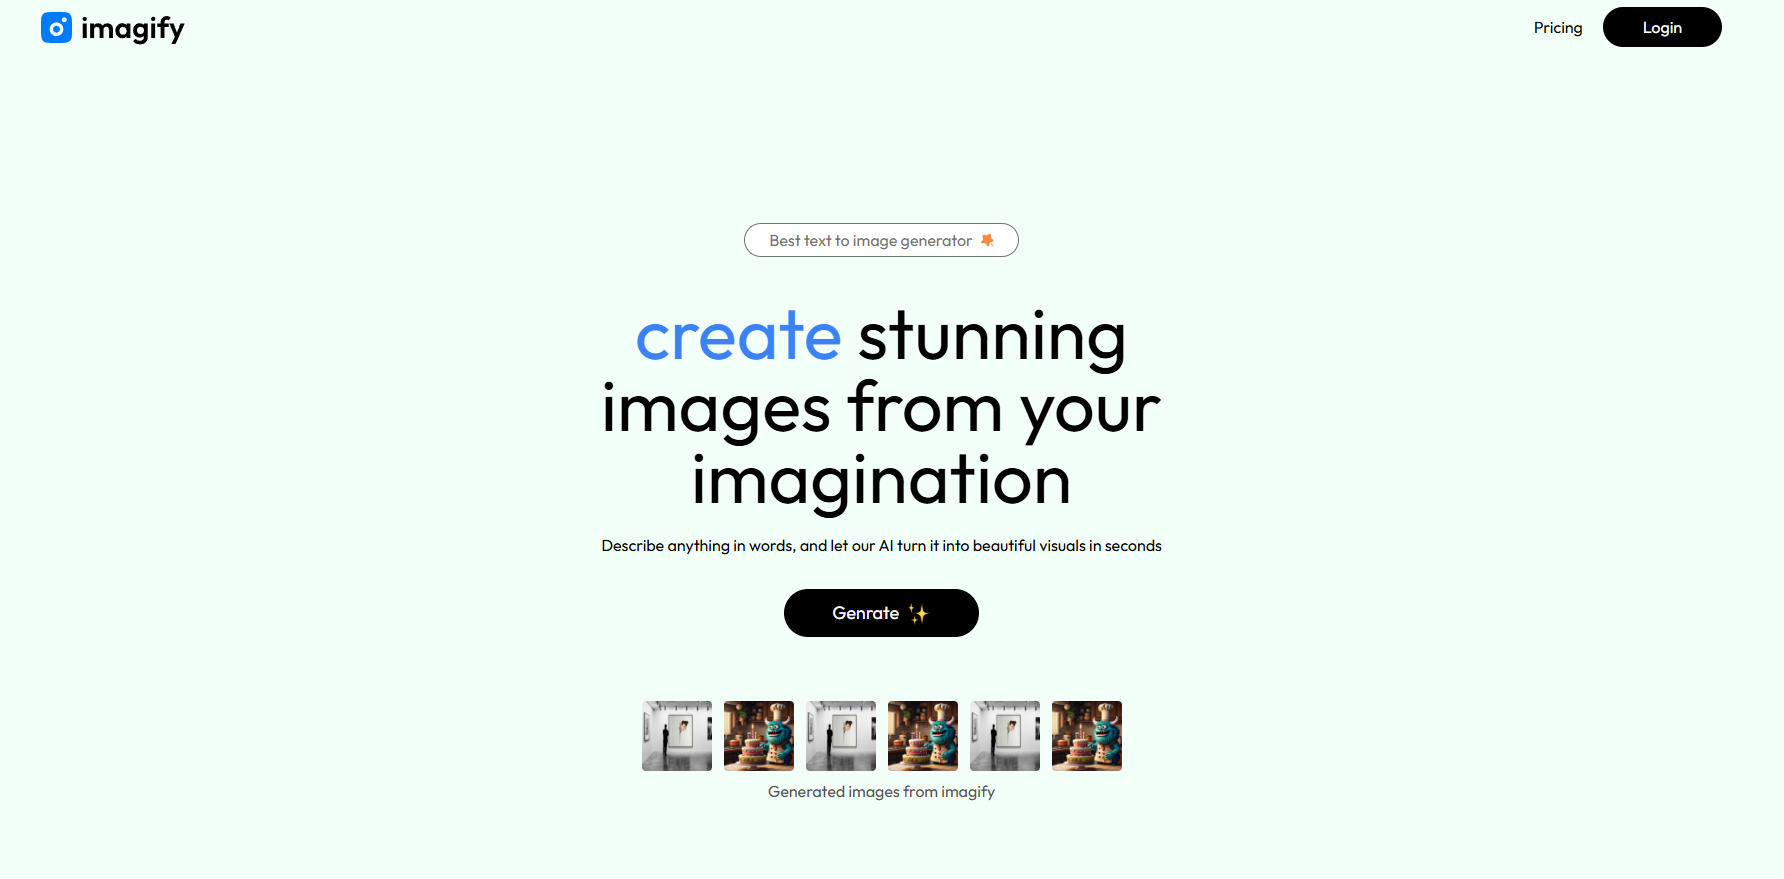 imagify
Pricing
Login
Best text to image generator
create stunning
images from your
imagination
Describe anything in words, and let our AI turn it into beautiful visuals in seconds
Genrate
Generated images from imagify